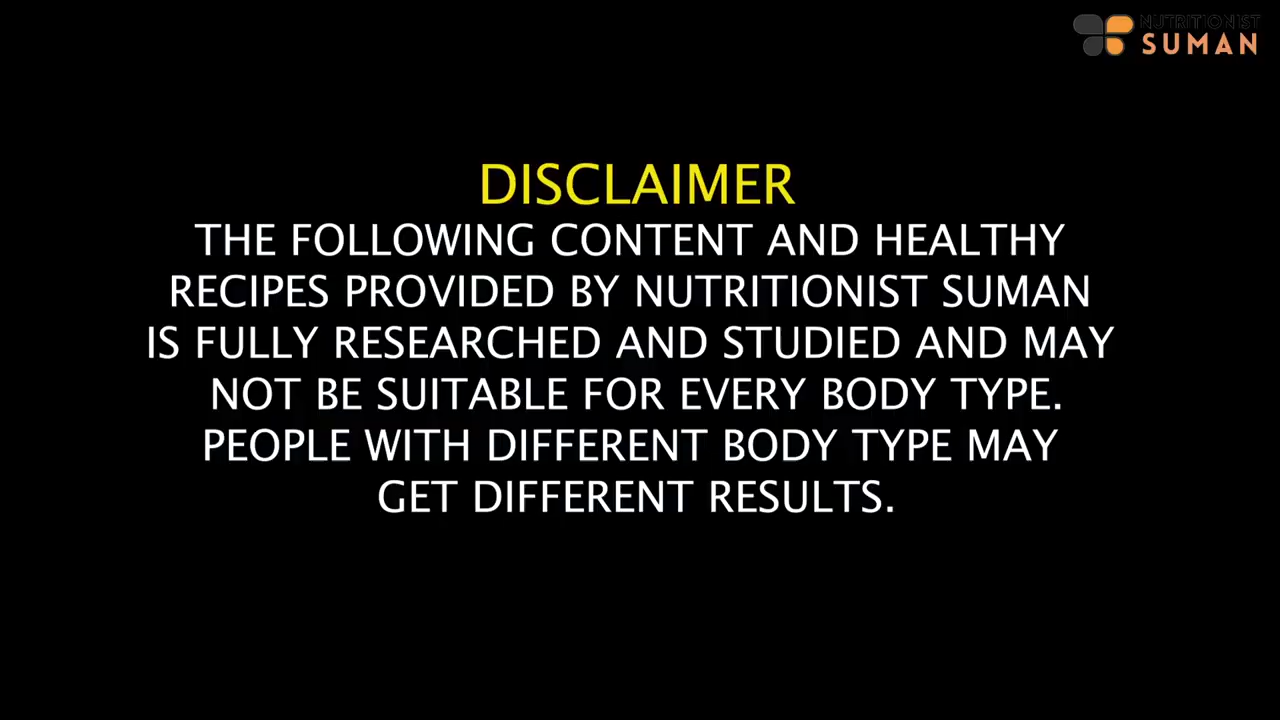 NUTRITIONIST
SUMAN
DISCLAIMER
THE FOLLOWING CONTENT AND HEALTHY
RECIPES PROVIDED BY NUTRITIONIST SUMAN
IS FULLY RESEARCHED AND STUDIED AND MAY
NOT BE SUITABLE FOR EVERY BODY TYPE.
PEOPLE WITH DIFFERENT BODY TYPE MAY
GET DIFFERENT RESULTS.